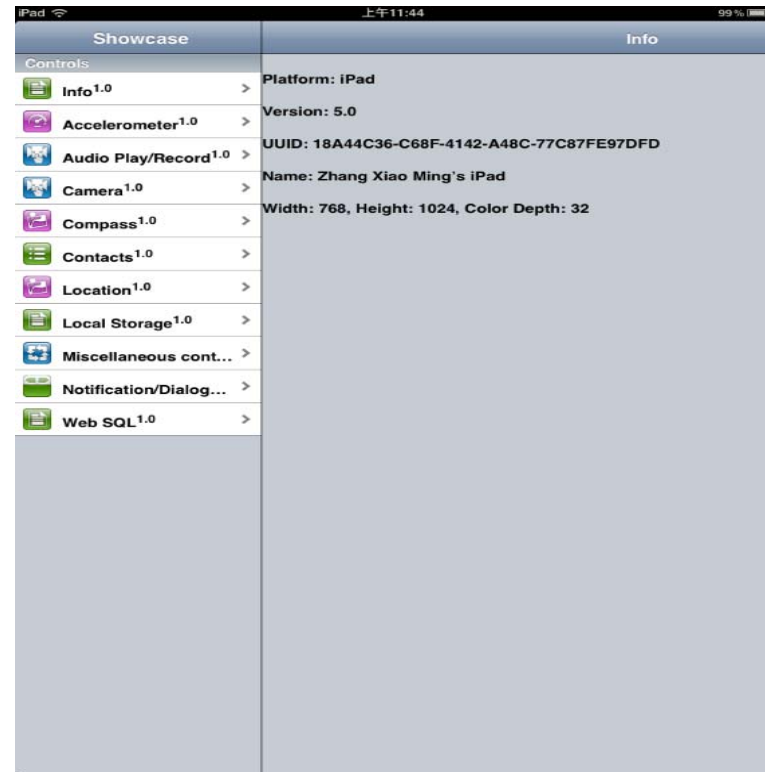 iPad 上午11:44 99%
Showcase
Controls
Info1.0
Accelerometer1.0
Audio Play/Record1.0
Camera1.0
Compass1.0
Contacts1.0
Location1.0
Local Storage1.0
Miscellaneous cont...
Notification/Dialog...
Web SQL1.0
Info
Platform: iPad
Version: 5.0
UUID: 18A44C36-C68F-4142-A48C-77C87FE97DFD
Name: Zhang Xiao Ming's iPad
Width: 768, Height: 1024, Color Depth: 32